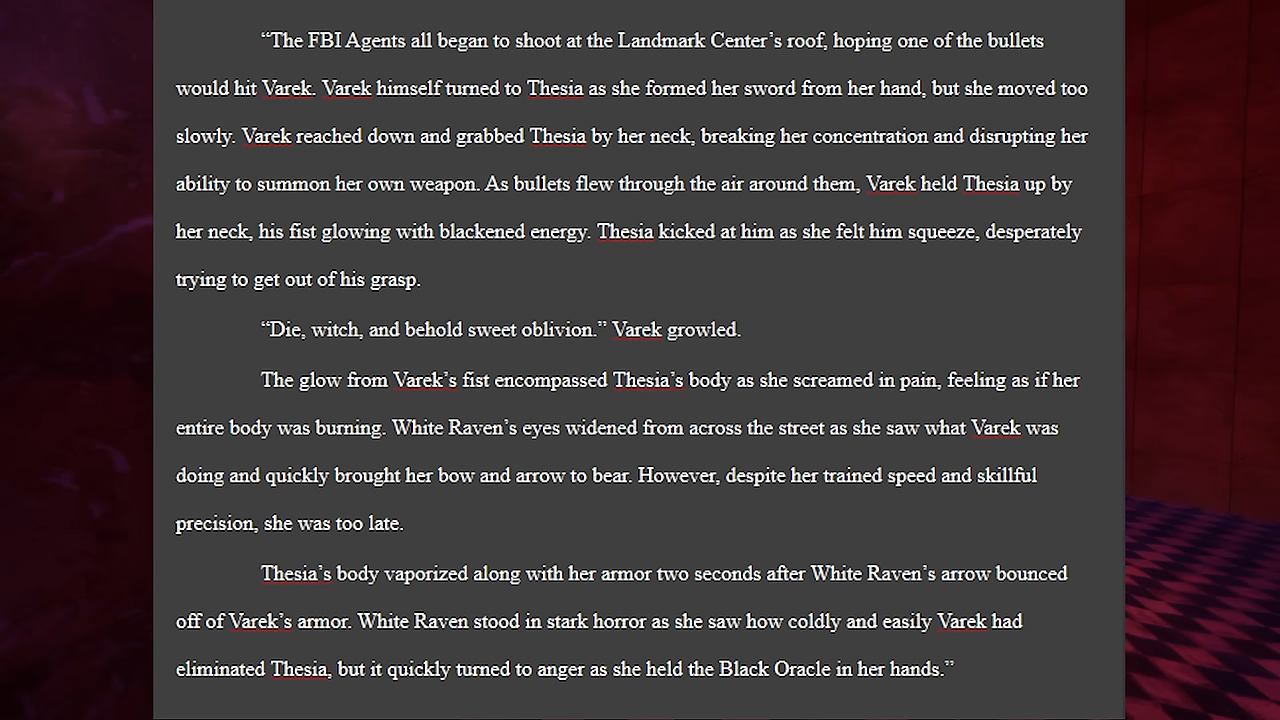 “The FBI Agents all began to shoot at the Landmark Center’s roof, hoping one of the bullets
would hit Varek. Varek himself turned to Thesia as she formed her sword from her hand, but she moved too
slowly. Varek reached down and grabbed Thesia by her neck, breaking her concentration and disrupting her
ability to summon her own weapon. As bullets flew through the air around them, Varek held Thesia up by
her neck, his fist glowing with blackened energy. Thesia kicked at him as she felt him squeeze, desperately
trying to get out of his grasp.
“Die, witch, and behold sweet oblivion.” Varek growled.
The glow from Varek’s fist encompassed Thesia’s body as she screamed in pain, feeling as if her
entire body was burning. White Raven’s eyes widened from across the street as she saw what Varek was
doing and quickly brought her bow and arrow to bear. However, despite her trained speed and skillful
precision, she was too late.
Thesia’s body vaporized along with her armor two seconds after White Raven’s arrow bounced
off of Varek’s armor. White Raven stood in stark horror as she saw how coldly and easily Varek had
eliminated Thesia, but it quickly turned to anger as she held the Black Oracle in her hands.”